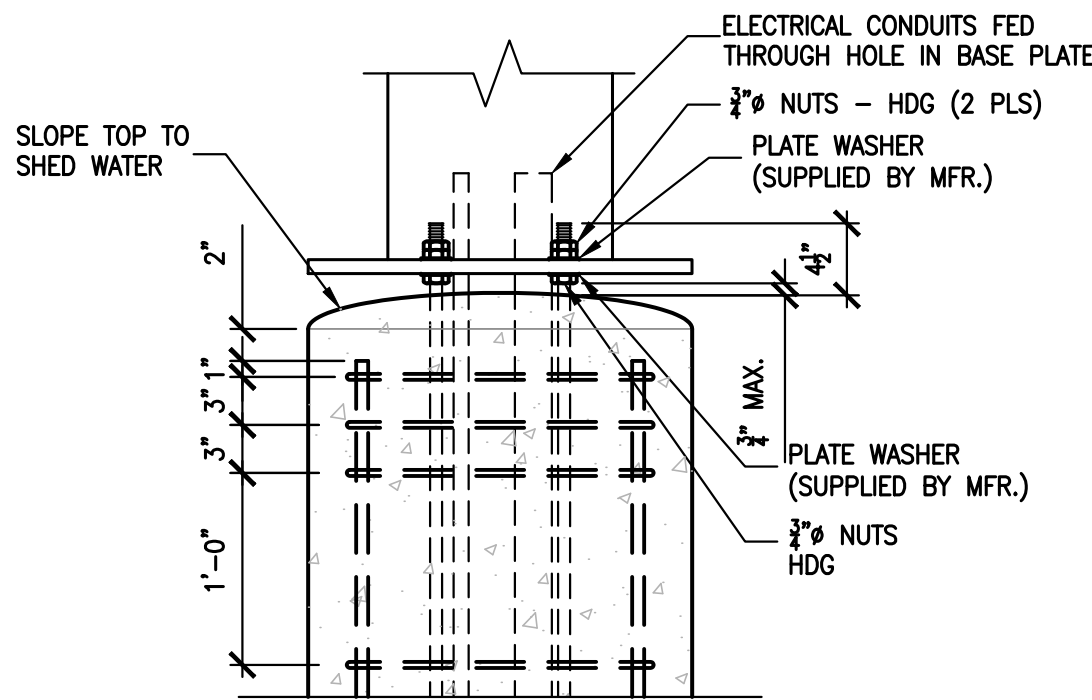 ELECTRICAL CONDUITS FED
THROUGH HOLE IN BASE PLATE
3/4"ø NUTS – HDG (2 PLS)
PLATE WASHER
(SUPPLIED BY MFR.)
SLOPE TOP TO
SHED WATER
2"
4 1/2"
1"
3"
3"
1'-0"
3/4" MAX.
PLATE WASHER
(SUPPLIED BY MFR.)
3/4"ø NUTS
HDG